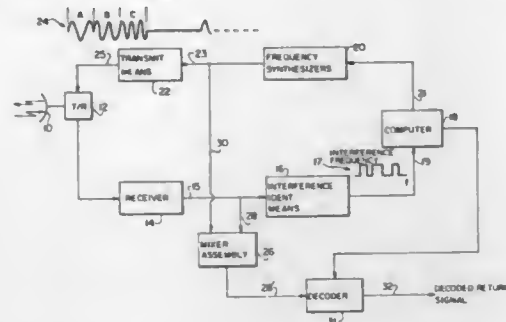 24
A B C
25
TRANSMIT
MEANS
22
23
FREQUENCY
SYNTHESIZERS
20
21
T/R
12
10
COMPUTER
18
INTERFERENCE
FREQUENCY
17
f
19
30
RECEIVER
14
15
16
INTERFERENCE
IDENT
MEANS
28
MIXER
ASSEMBLY
26
DECODER
32
DECODED RETURN
SIGNAL